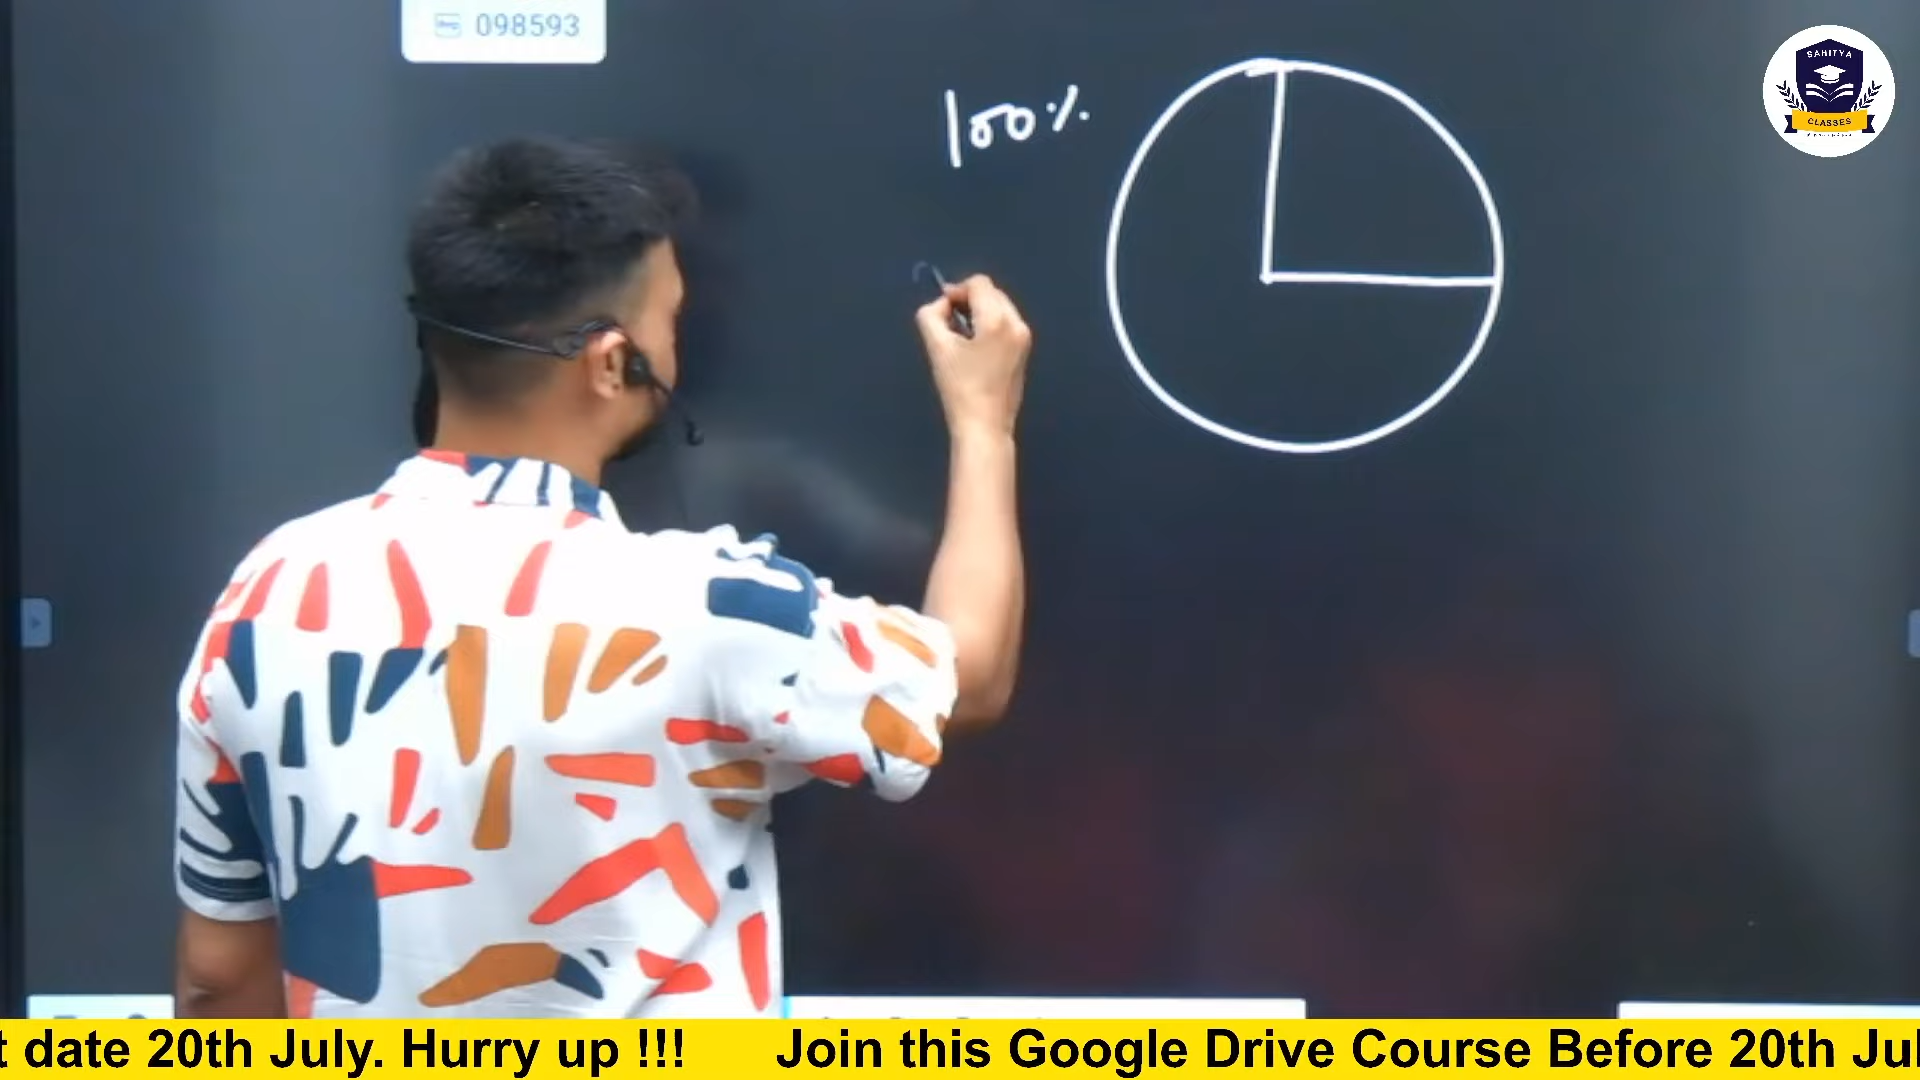 098593
100%
SAHITYA
CLASSES
t date 20th July. Hurry up !!! Join this Google Drive Course Before 20th Jul